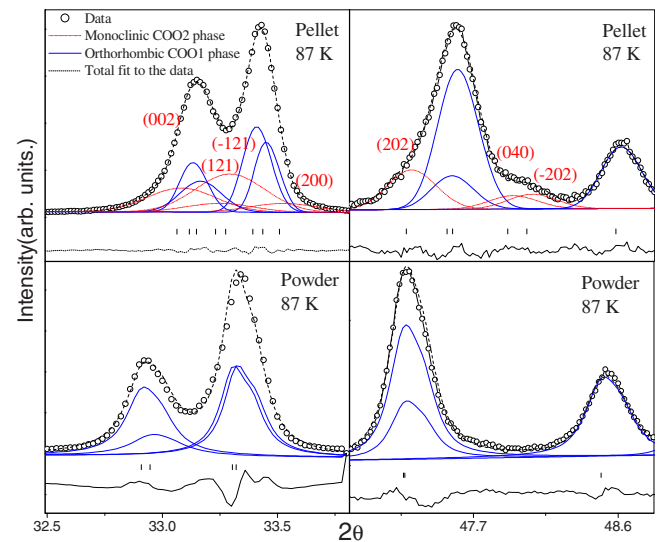 Data
Monoclinic COO2 phase
Orthorhombic COO1 phase
Total fit to the data
Pellet
87 K
(002)
(-121)
(121)
(200)
Pellet
87 K
(202)
(040)
(-202)
Intensity(arb. units.)
Powder
87 K
Powder
87 K
32.5
33.0
33.5
2θ
47.7
48.6